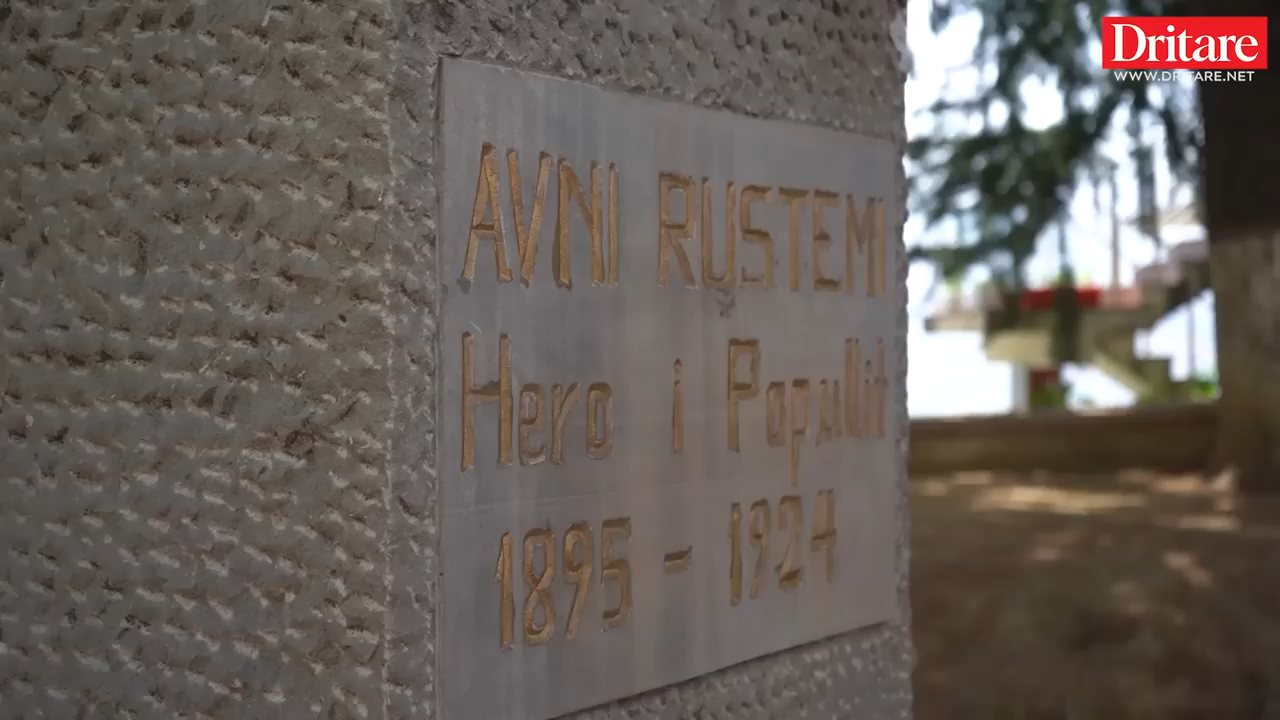 Dritare
WWW.DRITARE.NET
AVNI RUSTEMI
Hero i Popullit
1895 - 1924